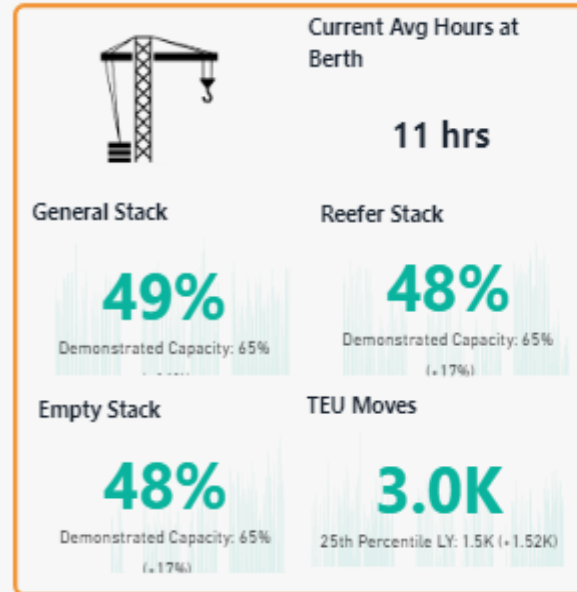 Current Avg Hours at
Berth
11 hrs
General Stack
Reefer Stack
49%
48%
Demonstrated Capacity: 65%
Demonstrated Capacity: 65%
(+17%)
Empty Stack
TEU Moves
48%
3.0K
Demonstrated Capacity: 65%
25th Percentile LY: 1.5K (+1.52K)
(+17%)